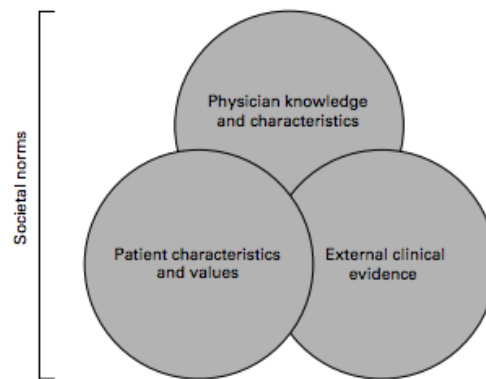 Societal norms
Physician knowledge
and characteristics
Patient characteristics
and values
External clinical
evidence